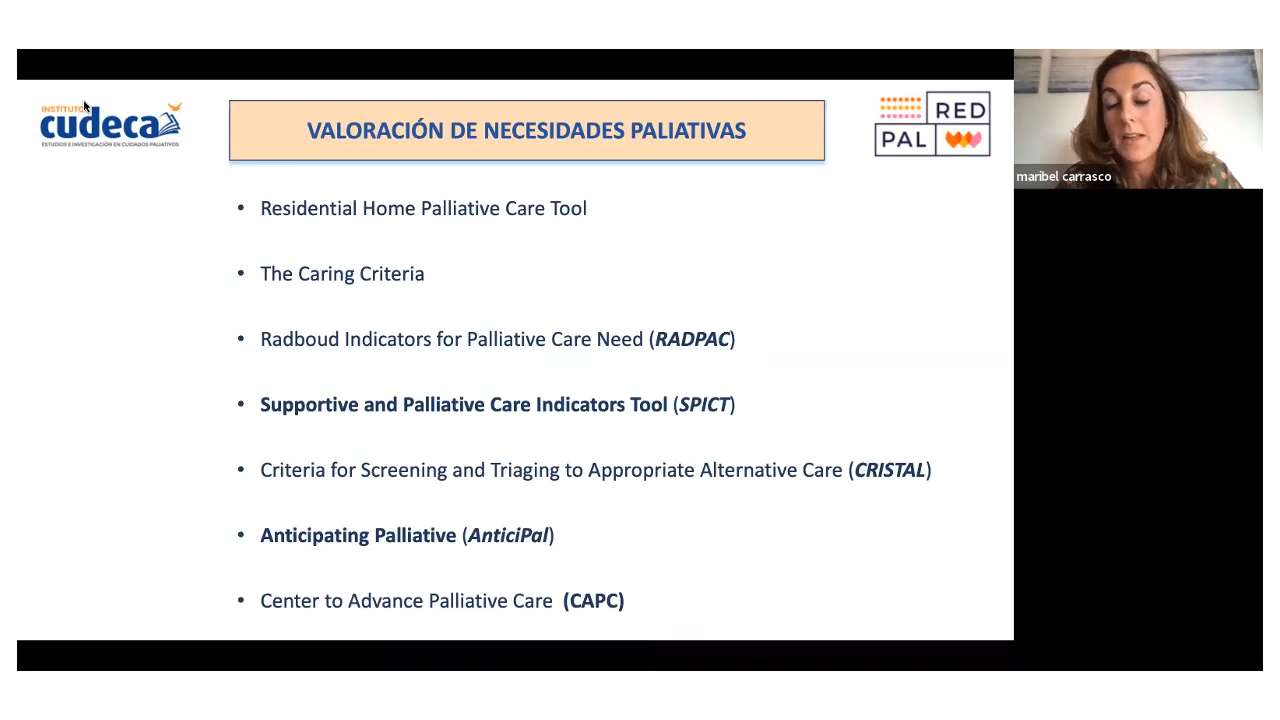 INSTITUTO
cudeca
ESTUDIOS E INVESTIGACIÓN EN CUIDADOS PALIATIVOS
VALORACIÓN DE NECESIDADES PALIATIVAS
RED
PAL
maribel carrasco
• Residential Home Palliative Care Tool
• The Caring Criteria
• Radboud Indicators for Palliative Care Need (RADPAC)
• Supportive and Palliative Care Indicators Tool (SPICT)
• Criteria for Screening and Triaging to Appropriate Alternative Care (CRISTAL)
• Anticipating Palliative (AnticiPal)
• Center to Advance Palliative Care (CAPC)